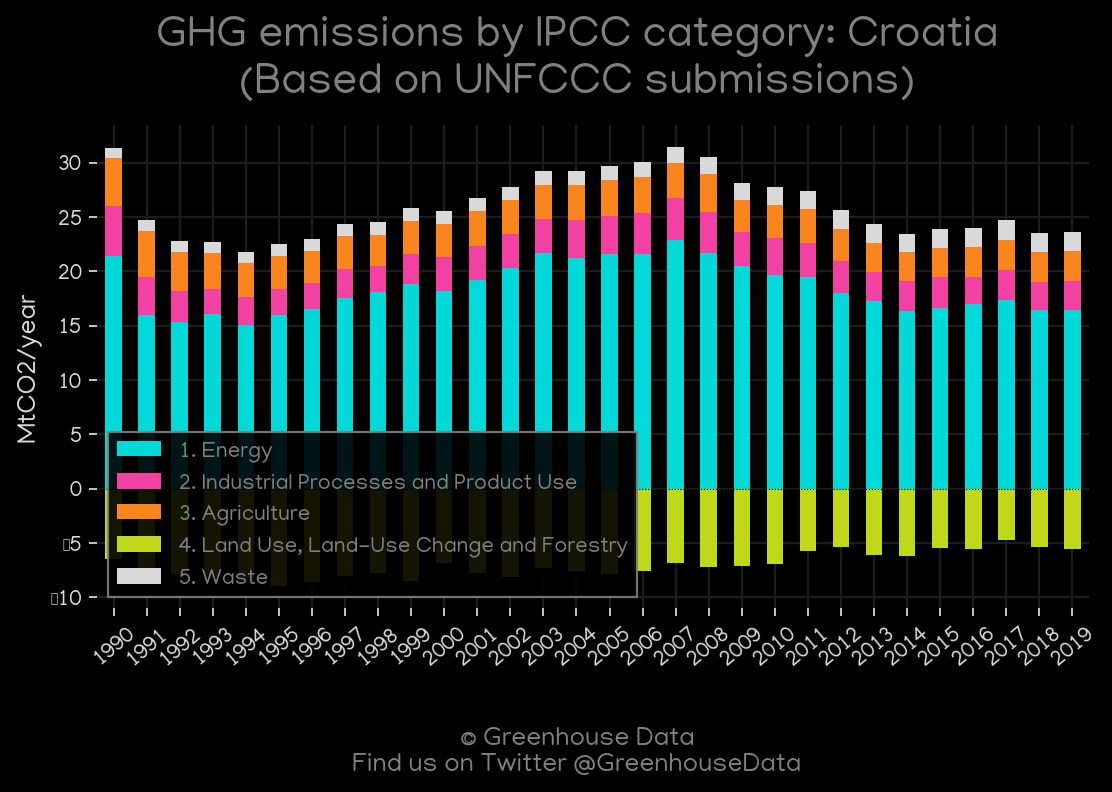 GHG emissions by IPCC category: Croatia
(Based on UNFCCC submissions)
MtCO2/year
30
25
20
15
10
5
0
▯5
▯10
1. Energy
2. Industrial Processes and Product Use
3. Agriculture
4. Land Use, Land-Use Change and Forestry
5. Waste
1990 1991 1992 1993 1994 1995 1996 1997 1998 1999 2000 2001 2002 2003 2004 2005 2006 2007 2008 2009 2010 2011 2012 2013 2014 2015 2016 2017 2018 2019
© Greenhouse Data
Find us on Twitter @GreenhouseData